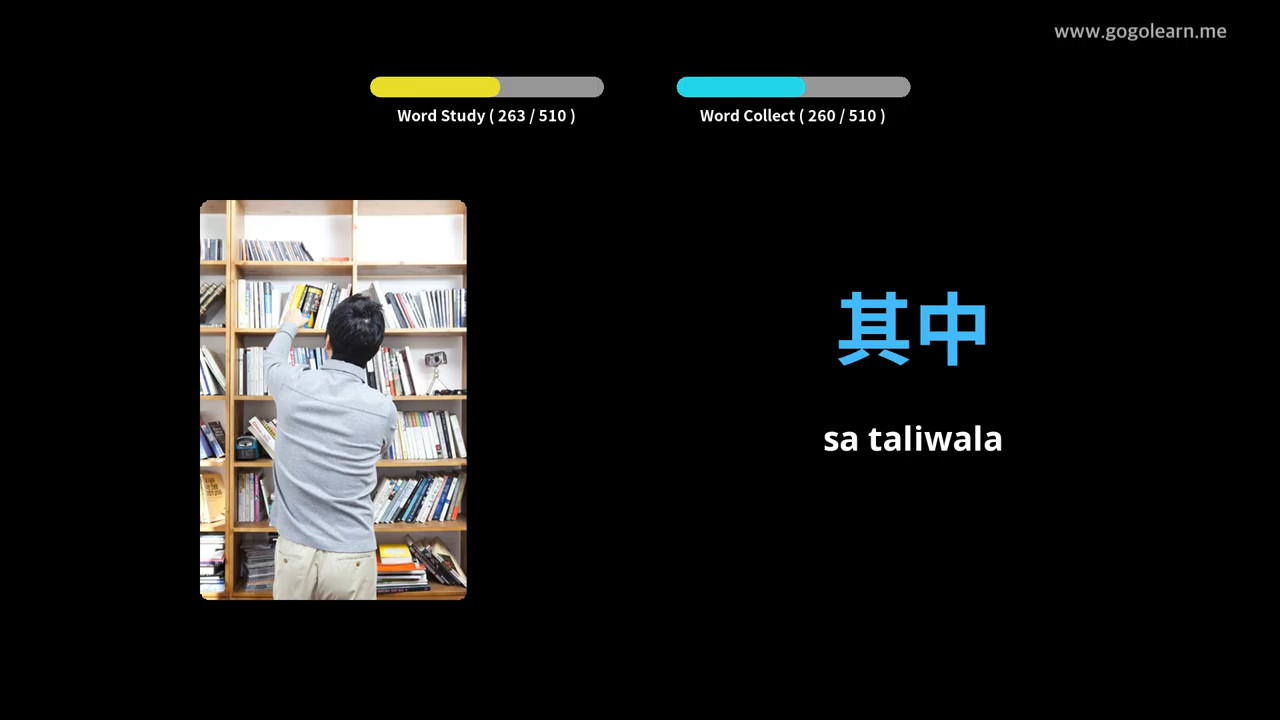 www.gogolearn.me
Word Study ( 263 / 510 )
Word Collect ( 260 / 510 )
其中
sa taliwala